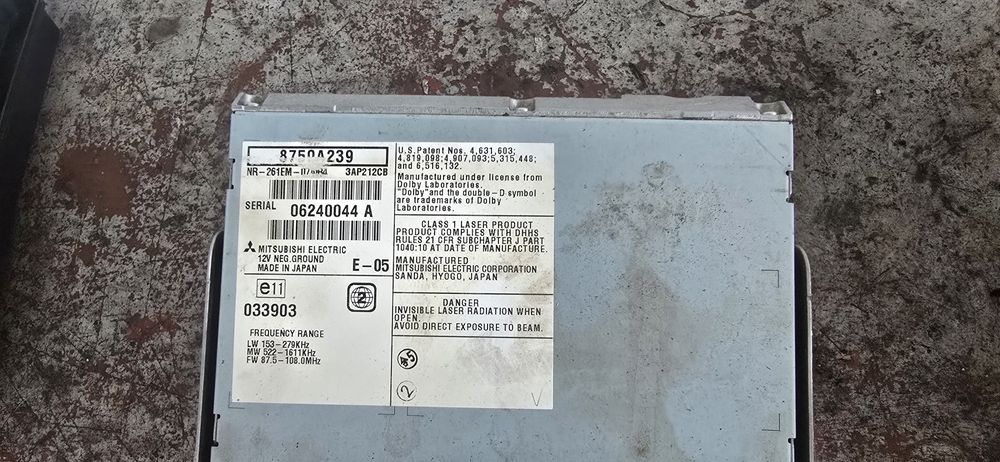 8750A239
NR-261EM- 3AP212CB
SERIAL 06240044 A
MITSUBISHI ELECTRIC
12V NEG.GROUND
MADE IN JAPAN E-05
e11
2
033903
FREQUENCY RANGE
LW 153-279KHz
MW 522-1611KHz
FW 87.5-108.0MHz
U.S.Patent Nos. 4,631,603;
4,819,098;4,907,093;5,315,448;
and 6,516,132.
Manufactured under license from
Dolby Laboratories.
"Dolby"and the double-D symbol
are trademarks of Dolby
Laboratories.
CLASS 1 LASER PRODUCT
PRODUCT COMPLIES WITH DHHS
RULES 21 CFR SUBCHAPTER J PART
1040:10 AT DATE OF MANUFACTURE.
MANUFACTURED
MITSUBISHI ELECTRIC CORPORATION
SANDA, HYOGO, JAPAN
DANGER
INVISIBLE LASER RADIATION WHEN
OPEN.
AVOID DIRECT EXPOSURE TO BEAM.
2
V